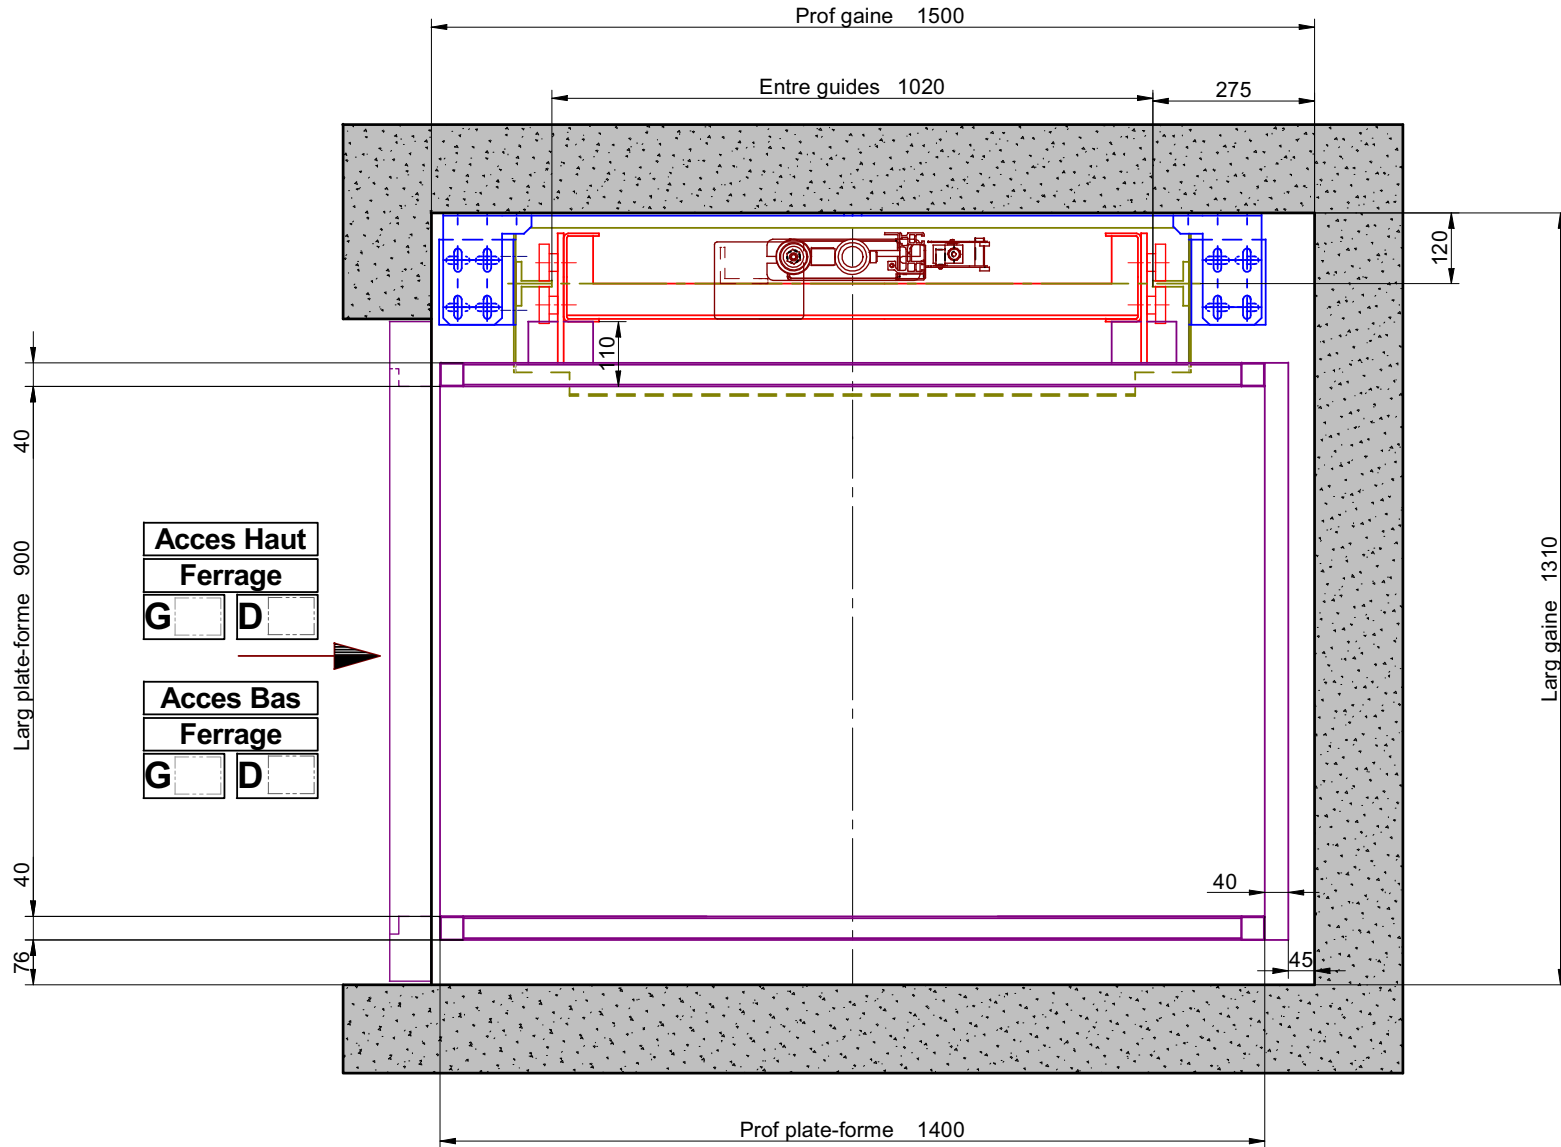 Prof gaine 1500
Entre guides 1020
275
120
110
40
Larg plate-forme 900
40
76
Acces Haut
Ferrage
G
D
Acces Bas
Ferrage
G
D
40
45
Larg gaine 1310
Prof plate-forme 1400